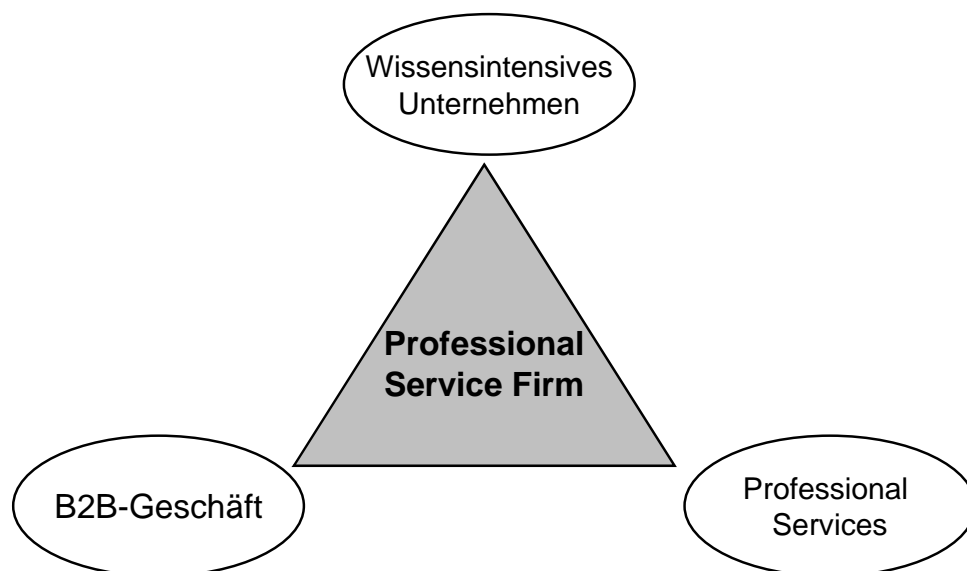 Wissensintensives
Unternehmen
Professional
Service Firm
B2B-Geschäft
Professional
Services